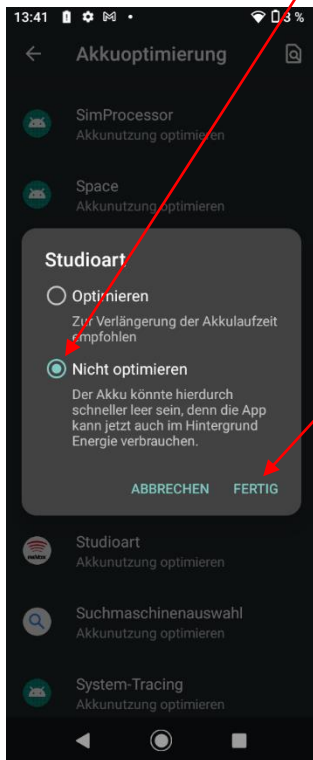 13:41
3 %
Akkuoptimierung
SimProcessor
Akkunutzung optimieren
Space
Akkunutzung optimieren
Studioart
Optimieren
Zur Verlängerung der Akkulaufzeit
empfohlen
Nicht optimieren
Der Akku könnte hierdurch
schneller leer sein, denn die App
kann jetzt auch im Hintergrund
Energie verbrauchen.
ABBRECHEN FERTIG
Studioart
Akkunutzung optimieren
Suchmaschinenauswahl
Akkunutzung optimieren
System-Tracing
Akkunutzung optimieren